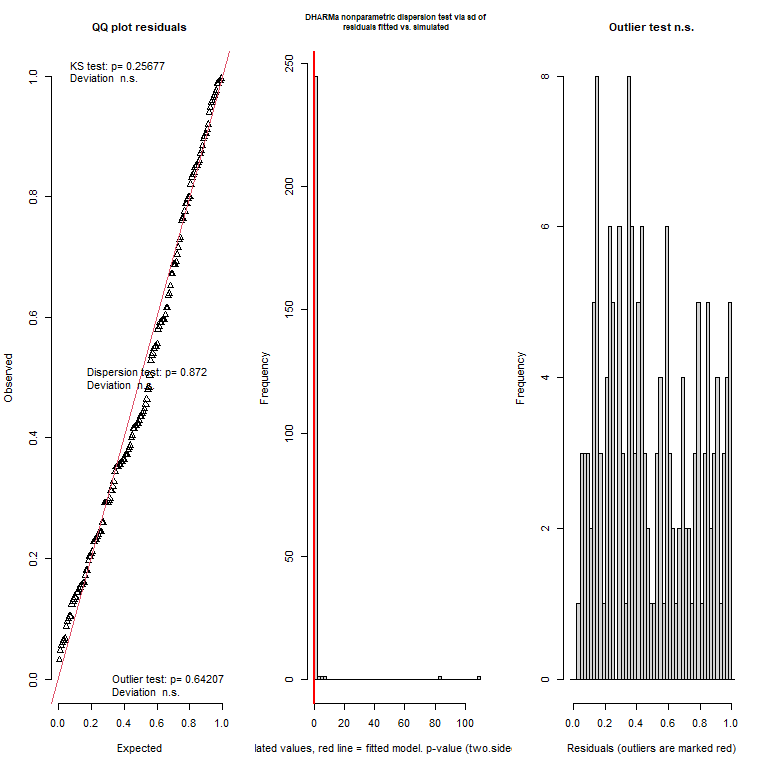 QQ plot residuals
KS test: p= 0.25677
Deviation n.s.
Dispersion test: p= 0.872
Deviation n.s.
Outlier test: p= 0.64207
Deviation n.s.
Observed
0.0 0.2 0.4 0.6 0.8 1.0
0.0 0.2 0.4 0.6 0.8 1.0
Expected
DHARMa nonparametric dispersion test via sd of
residuals fitted vs. simulated
Frequency
0 50 100 150 200 250
0 20 40 60 80 100
lated values, red line = fitted model. p-value (two.side
Outlier test n.s.
Frequency
0 2 4 6 8
0.0 0.2 0.4 0.6 0.8 1.0
Residuals (outliers are marked red)